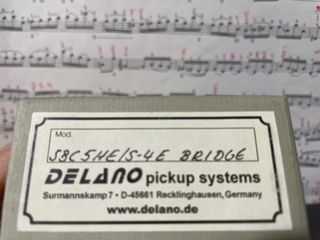 Mod.
SBC5HE/S-4E BRIDGE
DELANO pickup systems
Surmannskamp 7 • D-45661 Recklinghausen, Germany
www.delano.de